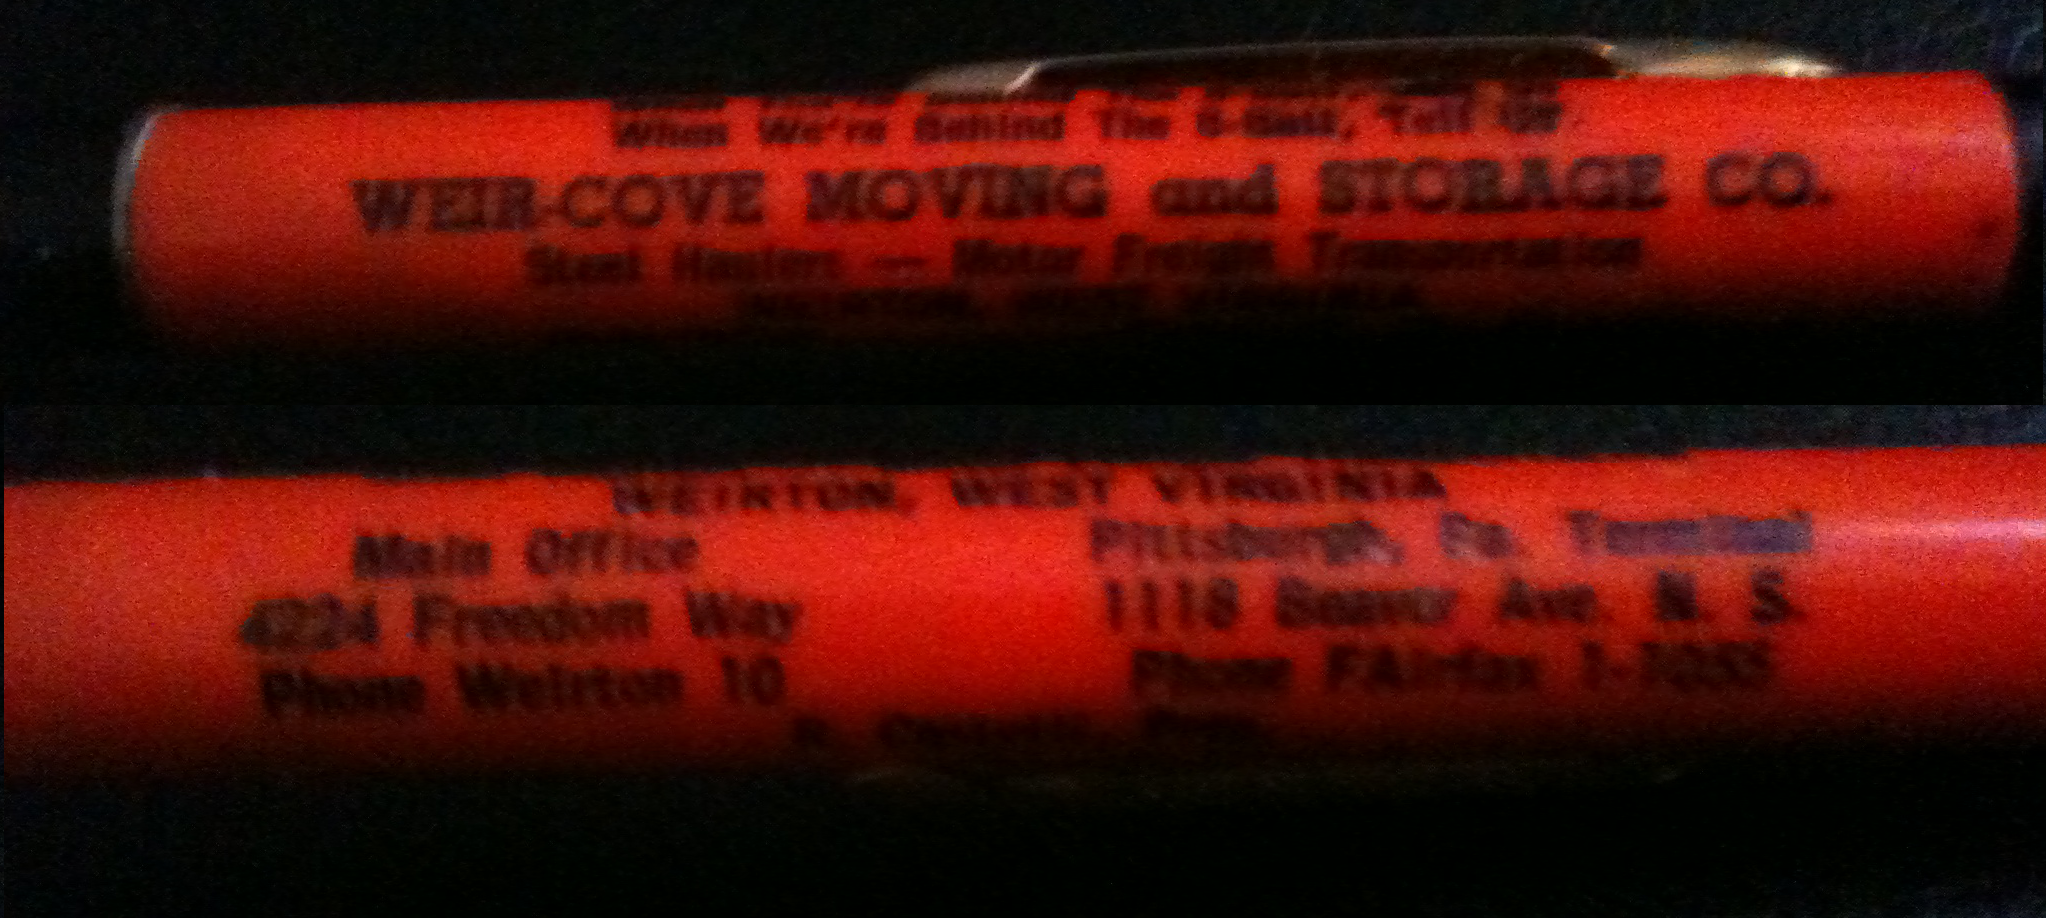 When We're Behind The 8-Ball, Tell Us
WEIR-COVE MOVING and STORAGE CO.
Steel Haulers — Motor Freight Transportation
WEIRTON, WEST VIRGINIA
Main Office
4224 Freedom Way
Phone Weirton 10
Pittsburgh, Pa. Terminal
1118 Beaver Ave. N. S.
Phone FAirfax 1-